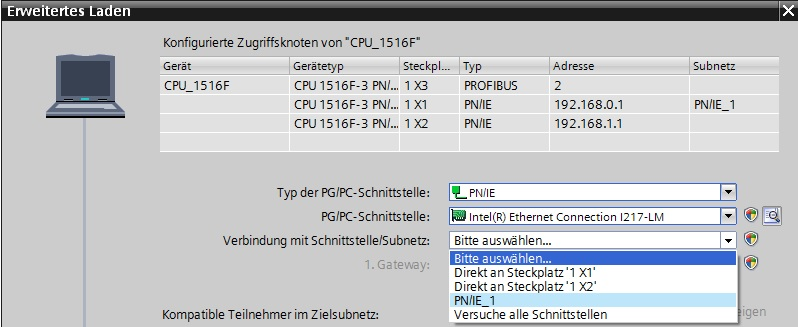 Erweitertes Laden
Konfigurierte Zugriffsknoten von "CPU_1516F"
Gerät Gerätetyp Steckpl... Typ Adresse Subnetz
CPU_1516F CPU 1516F-3 PN/... 1 X3 PROFIBUS 2
CPU 1516F-3 PN/... 1 X1 PN/IE 192.168.0.1 PN/IE_1
CPU 1516F-3 PN/... 1 X2 PN/IE 192.168.1.1
Typ der PG/PC-Schnittstelle: PN/IE
PG/PC-Schnittstelle: Intel(R) Ethernet Connection I217-LM
Verbindung mit Schnittstelle/Subnetz: Bitte auswählen...
Bitte auswählen...
1. Gateway: Direkt an Steckplatz '1 X1'
Direkt an Steckplatz '1 X2'
PN/IE_1
Kompatible Teilnehmer im Zielsubnetz: Versuche alle Schnittstellen